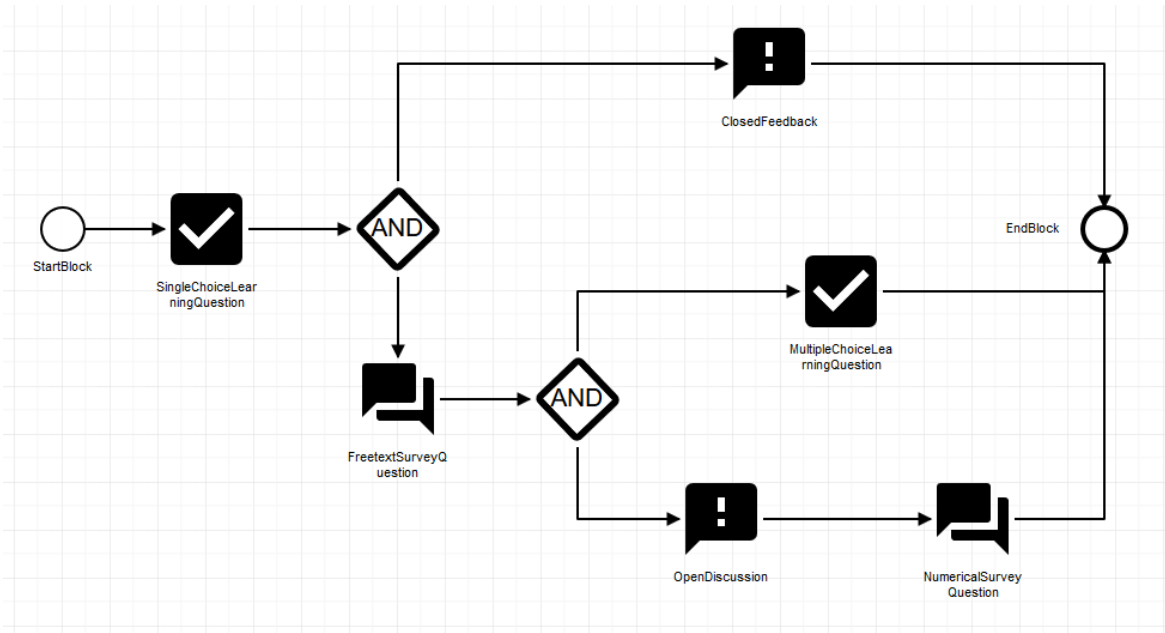 ClosedFeedback
AND
StartBlock
EndBlock
SingleChoiceLear
ningQuestion
MultipleChoiceLea
rningQuestion
AND
FreetextSurveyQ
uestion
OpenDiscussion
NumericalSurvey
Question